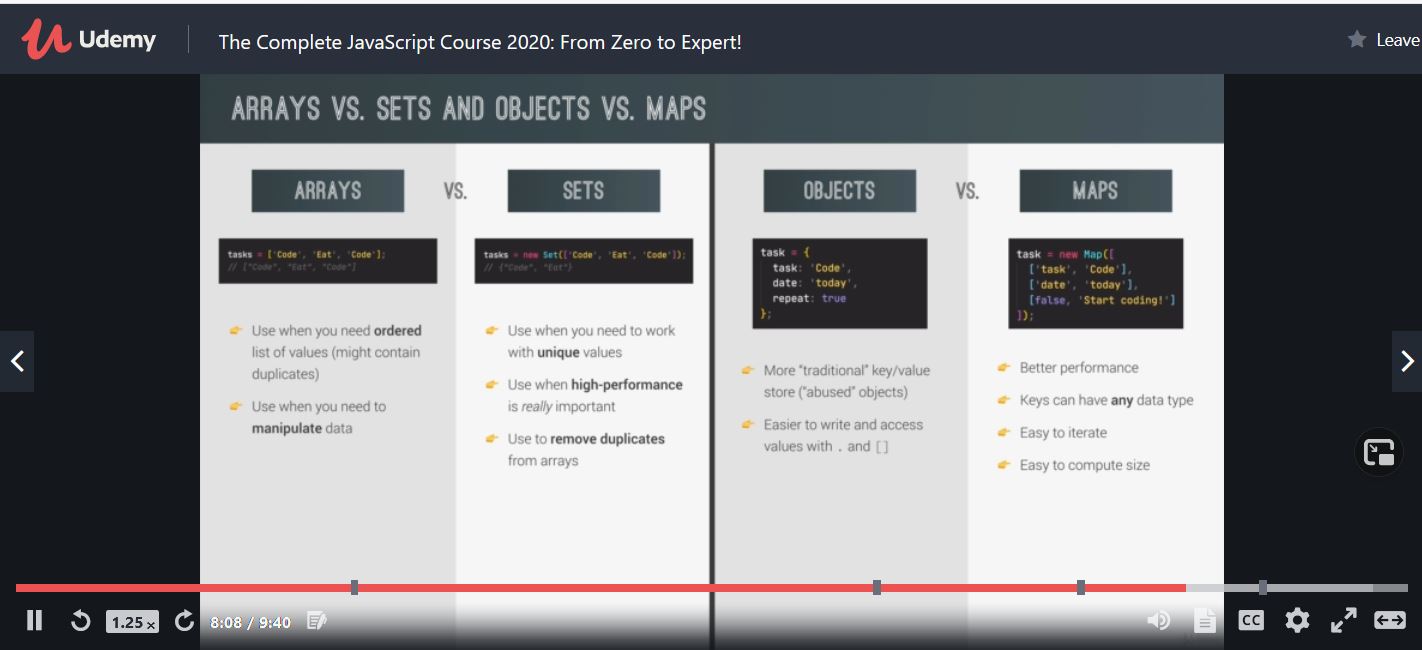 Udemy
The Complete JavaScript Course 2020: From Zero to Expert!
Leave
ARRAYS VS. SETS AND OBJECTS VS. MAPS
ARRAYS
VS.
SETS
OBJECTS
VS.
MAPS
tasks = ['Code', 'Eat', 'Code'];
// ["Code", "Eat", "Code"]
👉 Use when you need ordered
list of values (might contain
duplicates)
👉 Use when you need to
manipulate data
tasks = new Set(['Code', 'Eat', 'Code']);
// {"Code", "Eat"}
👉 Use when you need to work
with unique values
👉 Use when high-performance
is really important
👉 Use to remove duplicates
from arrays
task = {
task: 'Code',
date: 'today',
repeat: true
};
👉 More "traditional" key/value
store ("abused" objects)
👉 Easier to write and access
values with . and []
task = new Map([
['task', 'Code'],
['date', 'today'],
[false, 'Start coding!']
]);
👉 Better performance
👉 Keys can have any data type
👉 Easy to iterate
👉 Easy to compute size
1.25 x
8:08 / 9:40
CC